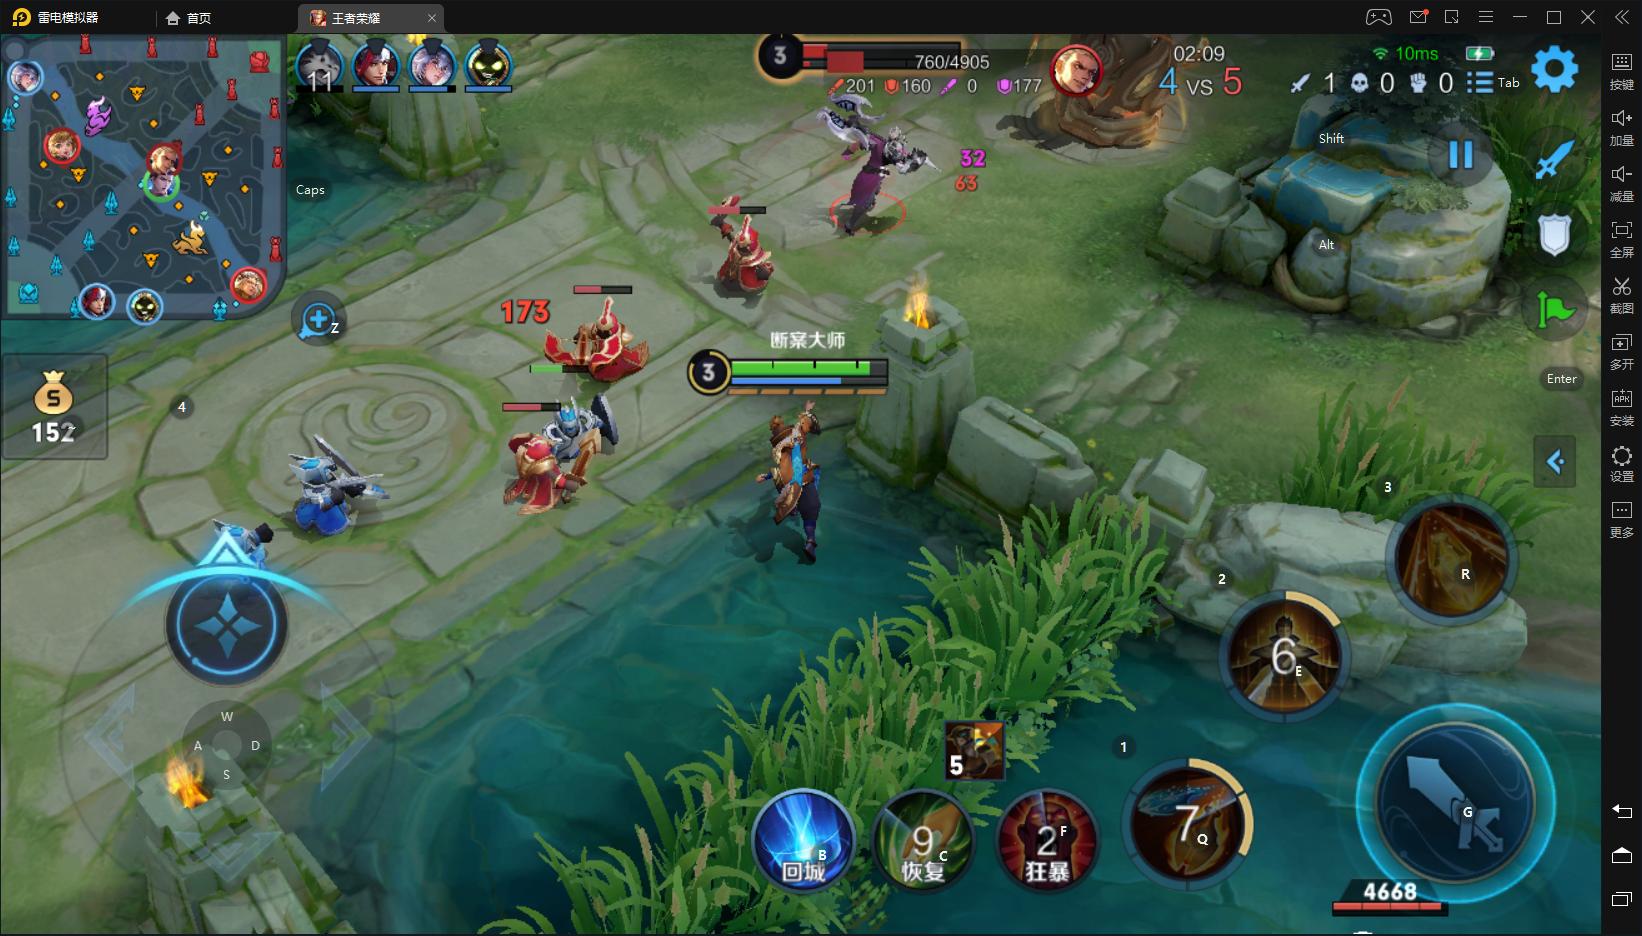 雷电模拟器
首页
王者荣耀
11
3
760/4905
201 160 0 177
02:09
4 VS 5
10ms
1 0 0
Tab
按键
加量
减量
全屏
截图
多开
安装
设置
更多
Shift
Caps
Alt
32
63
Z
173
断案大师
3
Enter
S
152
4
3
R
2
6
E
W
A
D
S
1
5
7
Q
G
B
回城
9
C
恢复
2
F
狂暴
4668
APK